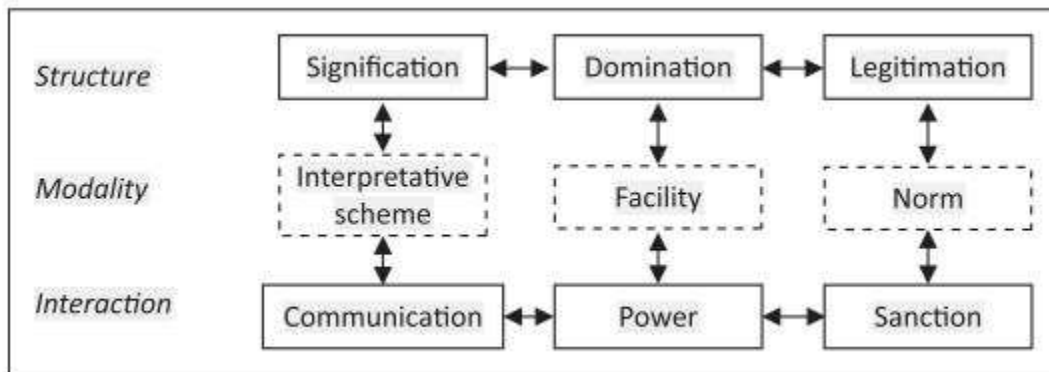 Structure
Signification
Domination
Legitimation
Modality
Interpretative
scheme
Facility
Norm
Interaction
Communication
Power
Sanction